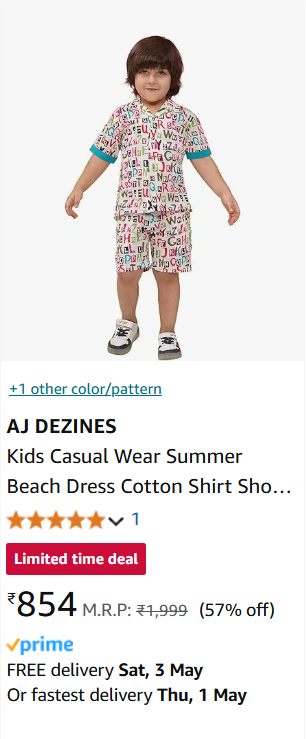 +1 other color/pattern
AJ DEZINES
Kids Casual Wear Summer
Beach Dress Cotton Shirt Sho...
1
Limited time deal
₹854 M.R.P: ₹1,999 (57% off)
prime
FREE delivery Sat, 3 May
Or fastest delivery Thu, 1 May